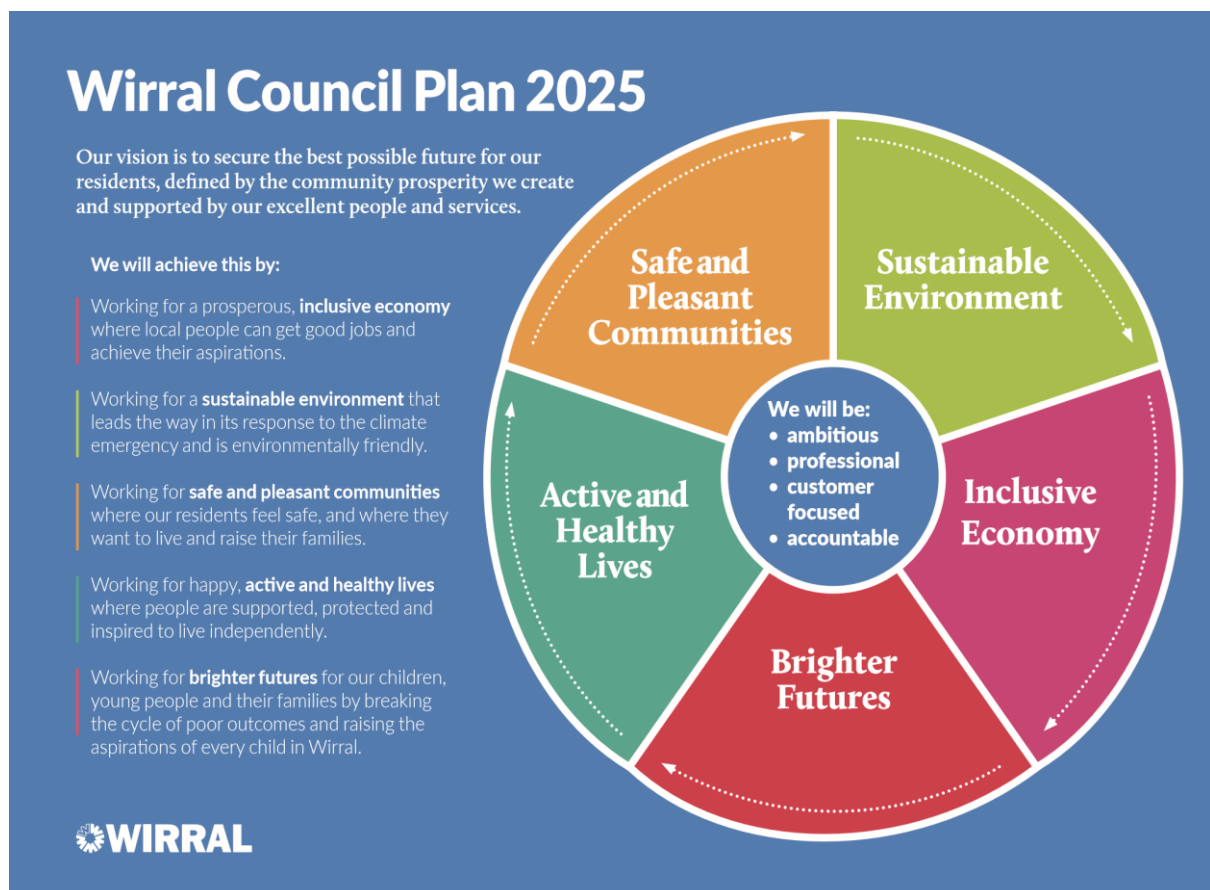 Wirral Council Plan 2025
Our vision is to secure the best possible future for our
residents, defined by the community prosperity we create
and supported by our excellent people and services.
We will achieve this by:
Working for a prosperous, inclusive economy
where local people can get good jobs and
achieve their aspirations.
Working for a sustainable environment that
leads the way in its response to the climate
emergency and is environmentally friendly.
Working for safe and pleasant communities
where our residents feel safe, and where they
want to live and raise their families.
Working for happy, active and healthy lives
where people are supported, protected and
inspired to live independently.
Working for brighter futures for our children,
young people and their families by breaking
the cycle of poor outcomes and raising the
aspirations of every child in Wirral.
WIRRAL
Safe and
Pleasant
Communities
Sustainable
Environment
Inclusive
Economy
Brighter
Futures
Active and
Healthy
Lives
We will be:
• ambitious
• professional
• customer
focused
• accountable